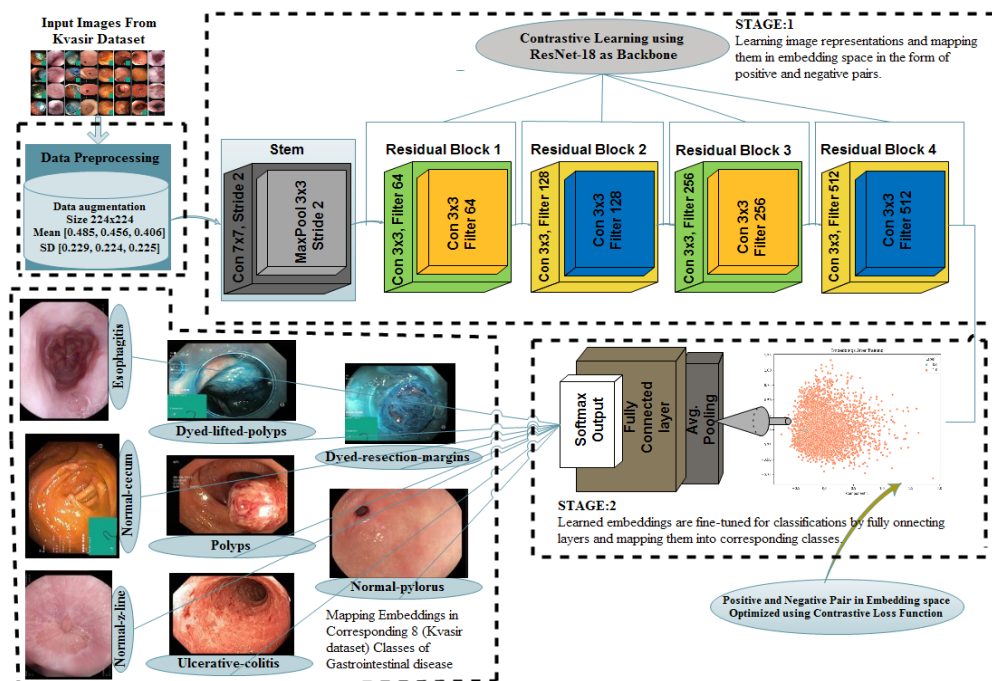 Input Images From
Kvasir Dataset
Data Preprocessing
Data augmentation
Size 224x224
Mean [0.485, 0.456, 0.406]
SD [0.229, 0.224, 0.225]
Contrastive Learning using
ResNet-18 as Backbone
STAGE:1
Learning image representations and mapping
them in embedding space in the form of
positive and negative pairs.
Stem
Con 7x7, Stride 2
MaxPool 3x3
Stride 2
Residual Block 1
Con 3x3, Filter 64
Con 3x3
Filter 64
Residual Block 2
Con 3x3, Filter 128
Con 3x3
Filter 128
Residual Block 3
Con 3x3, Filter 256
Con 3x3
Filter 256
Residual Block 4
Con 3x3, Filter 512
Con 3x3
Filter 512
Esophagitis
Dyed-lifted-polyps
Dyed-resection-margins
Normal-cecum
Polyps
Normal-pylorus
Normal-z-line
Ulcerative-colitis
Mapping Embeddings in
Corresponding 8 (Kvasir
dataset) Classes of
Gastrointestinal disease
Softmax
Output
Fully
Connected
layer
Avg.
Pooling
STAGE:2
Learned embeddings are fine-tuned for classifications by fully onnecting
layers and mapping them into corresponding classes.
Positive and Negative Pair in Embedding space
Optimized using Contrastive Loss Function